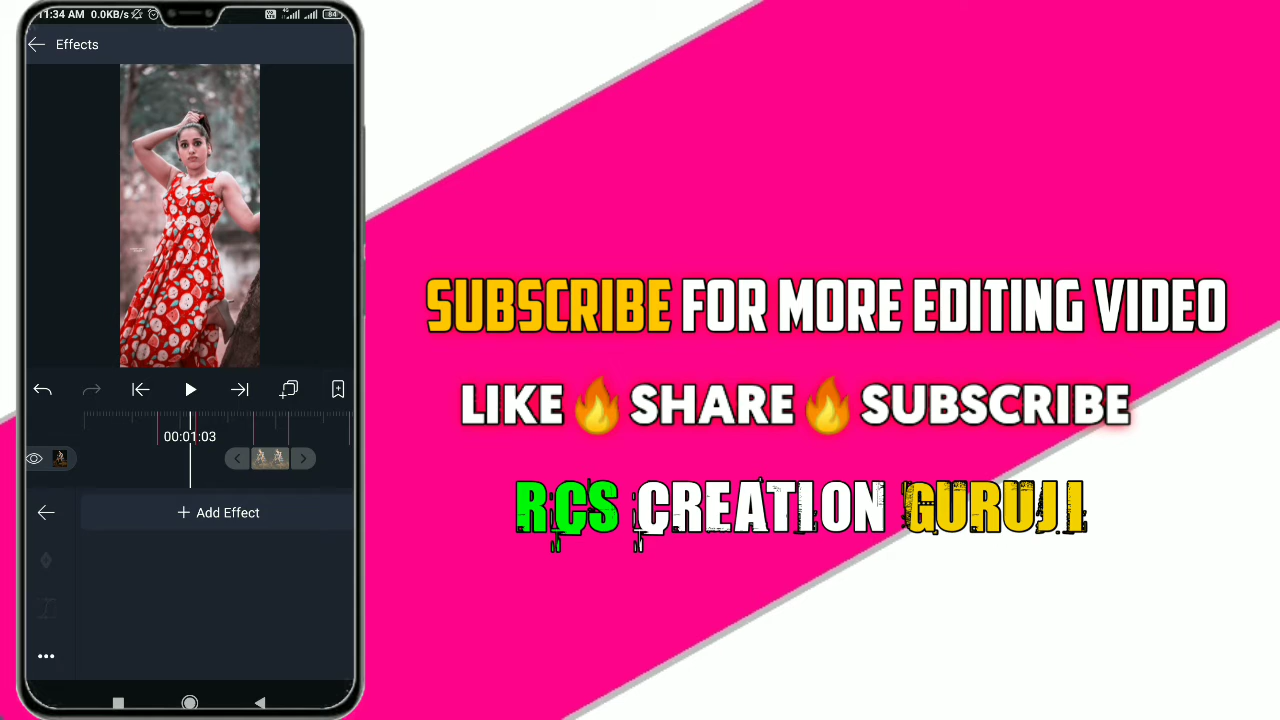 11:34 AM 0.0KB/s 84
Effects
00:01:03
+ Add Effect
SUBSCRIBE FOR MORE EDITING VIDEO
LIKE🔥SHARE🔥SUBSCRIBE
RCS CREATION GURUJI